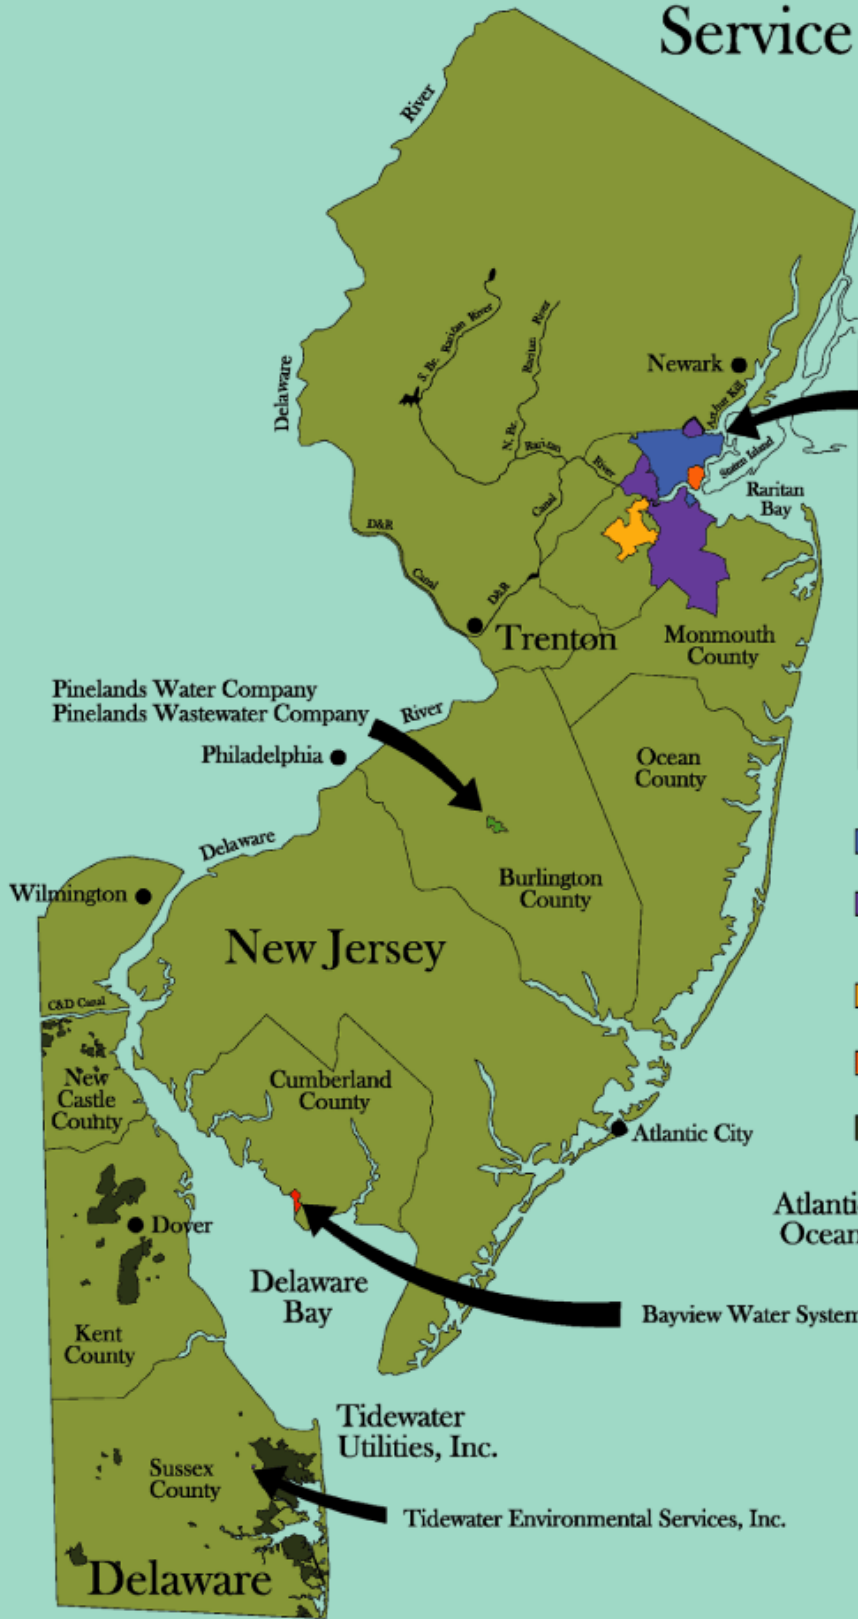 Service
River
Delaware
S. Br. Raritan River
N. Br. Raritan River
Newark
Arthur Kill
Staten Island
Raritan River
Raritan
Bay
Canal
D&R
D&R
Canal
Trenton
Monmouth
County
Pinelands Water Company
Pinelands Wastewater Company
River
Philadelphia
Ocean
County
Delaware
Burlington
County
Wilmington
New Jersey
C&D Canal
New
Castle
County
Cumberland
County
Atlantic City
Dover
Atlanti
Ocean
Delaware
Bay
Bayview Water System
Kent
County
Tidewater
Utilities, Inc.
Sussex
County
Tidewater Environmental Services, Inc.
Delaware